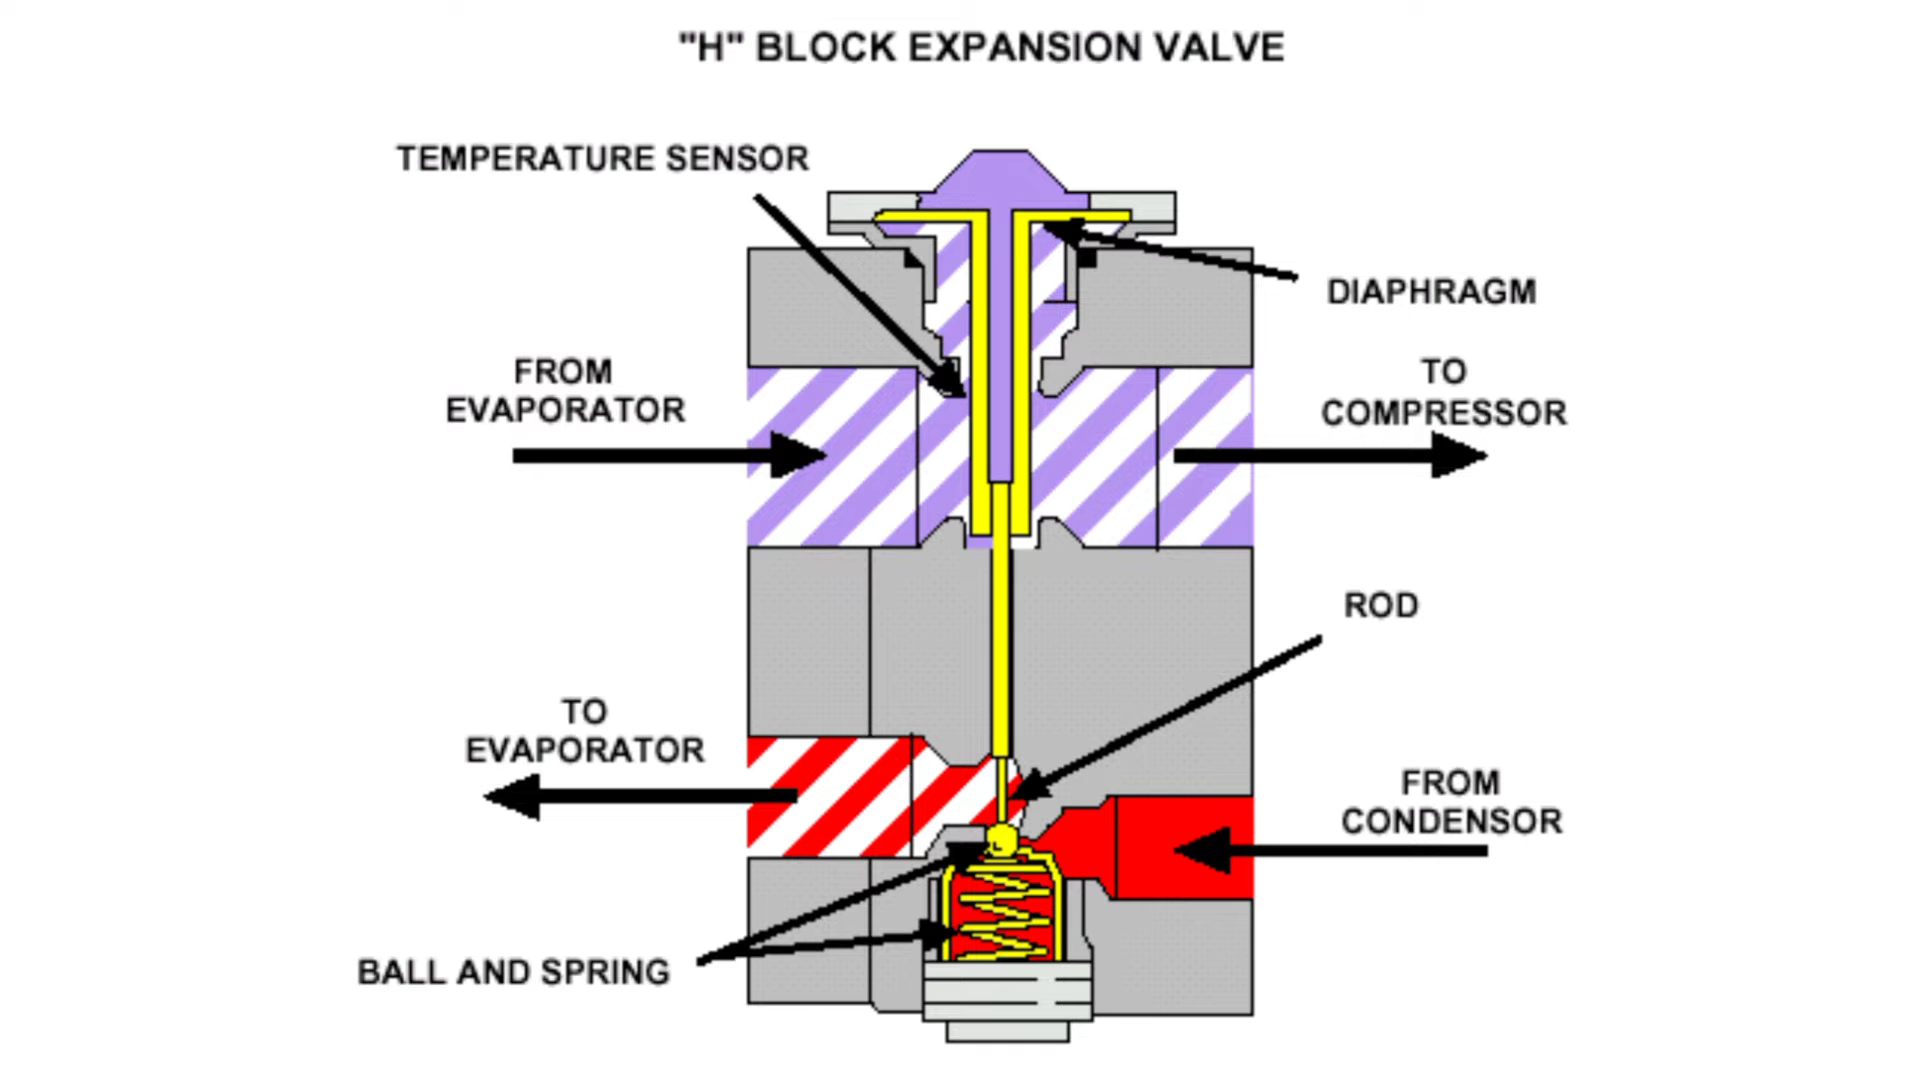 "H" BLOCK EXPANSION VALVE
TEMPERATURE SENSOR
DIAPHRAGM
FROM
EVAPORATOR
TO
COMPRESSOR
ROD
TO
EVAPORATOR
FROM
CONDENSOR
BALL AND SPRING